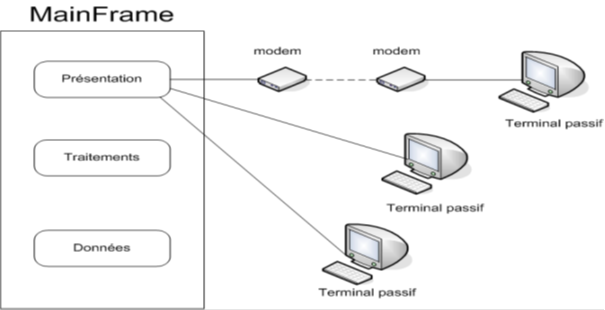 MainFrame
modem
modem
Présentation
Terminal passif
Traitements
Terminal passif
Données
Terminal passif